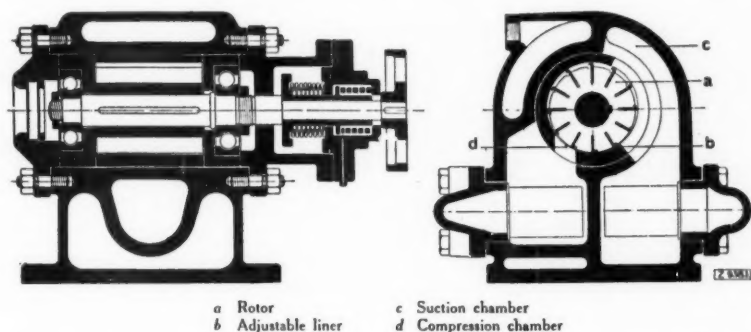 c
a
d
b
a Rotor c Suction chamber
b Adjustable liner d Compression chamber